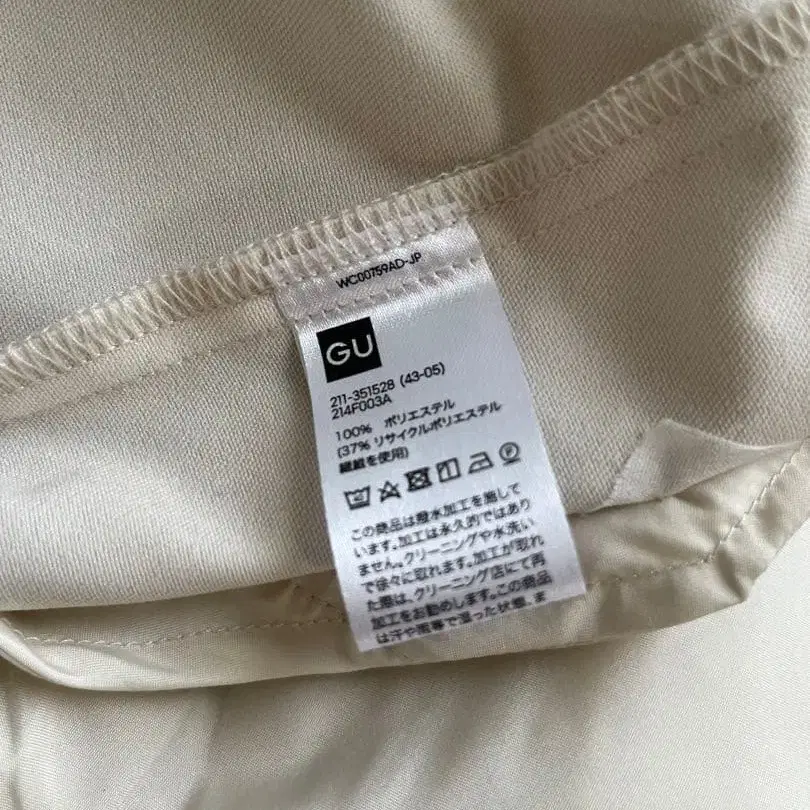 WC00759AD-JP
GU
211-351528 (43-05)
214F003A
100% ポリエステル
(37% リサイクルポリエステル
繊維を使用)
この商品は撥水加工を施して
います。加工は永久的ではあり
ません。クリーニングや水洗い
で徐々に取れます。加工が取れ
た際は、クリーニング店にて再
加工をお勧めします。この商品
は汗や雨等で湿った状態、ま